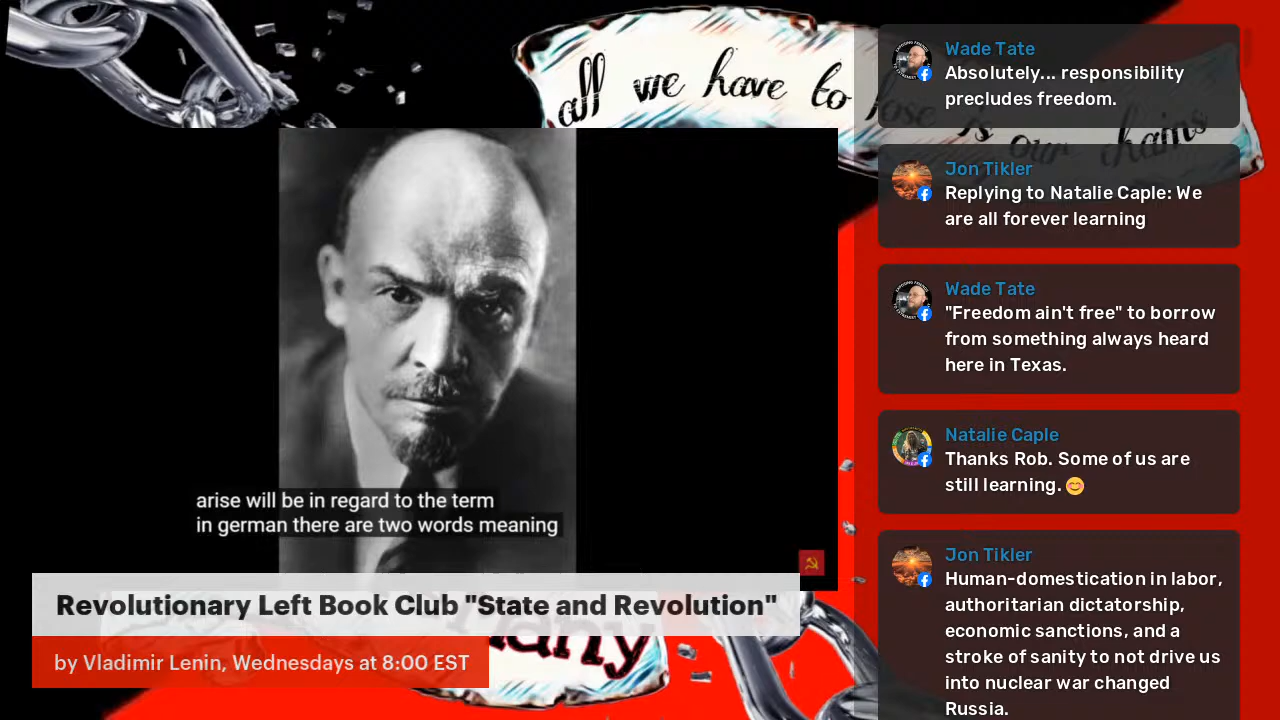 all we have to
lose is our chains
Wade Tate
Absolutely... responsibility
precludes freedom.
Jon Tikler
Replying to Natalie Caple: We
are all forever learning
Wade Tate
"Freedom ain't free" to borrow
from something always heard
here in Texas.
Natalie Caple
Thanks Rob. Some of us are
still learning. 😊
Jon Tikler
Human-domestication in labor,
authoritarian dictatorship,
economic sanctions, and a
stroke of sanity to not drive us
into nuclear war changed
Russia.
arise will be in regard to the term
in german there are two words meaning
Revolutionary Left Book Club "State and Revolution"
by Vladimir Lenin, Wednesdays at 8:00 EST